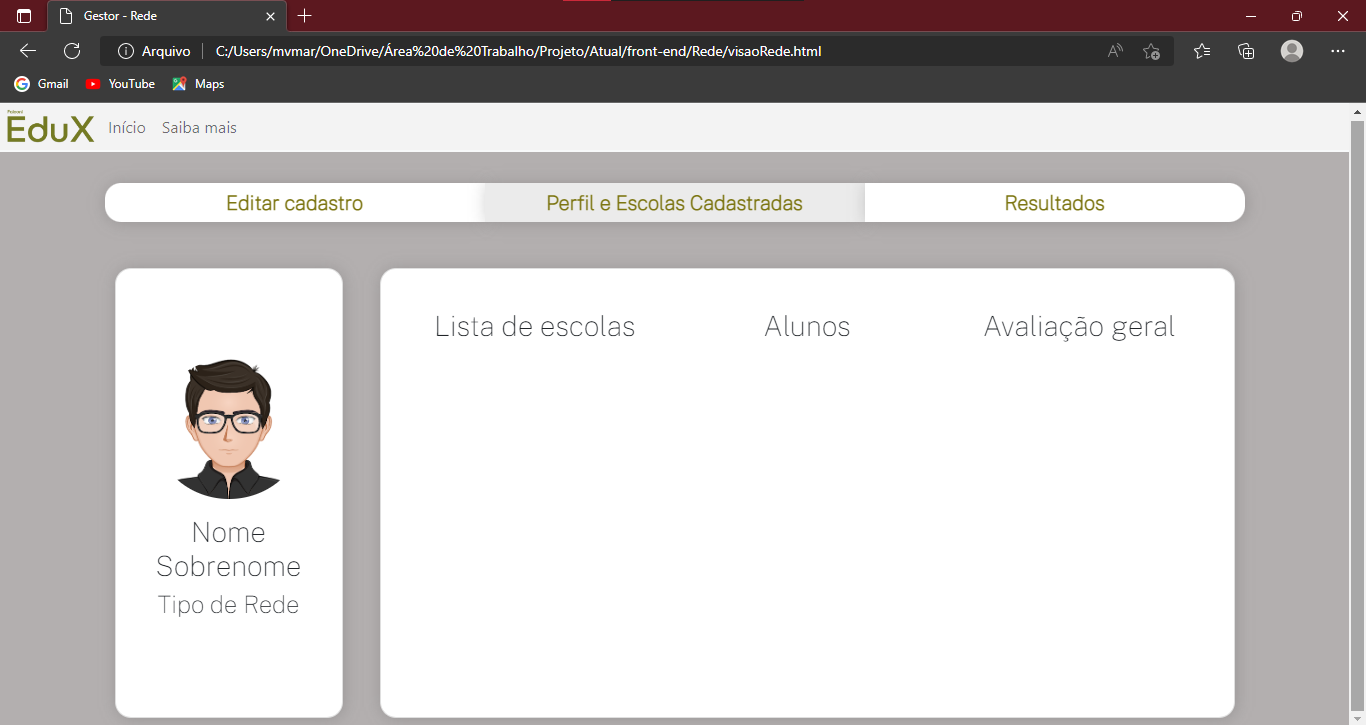 Gestor - Rede
Arquivo C:/Users/mvmar/OneDrive/Área%20de%20Trabalho/Projeto/Atual/front-end/Rede/visaoRede.html
Gmail YouTube Maps
EduX Início Saiba mais
Editar cadastro Perfil e Escolas Cadastradas Resultados
Lista de escolas Alunos Avaliação geral
Nome
Sobrenome
Tipo de Rede